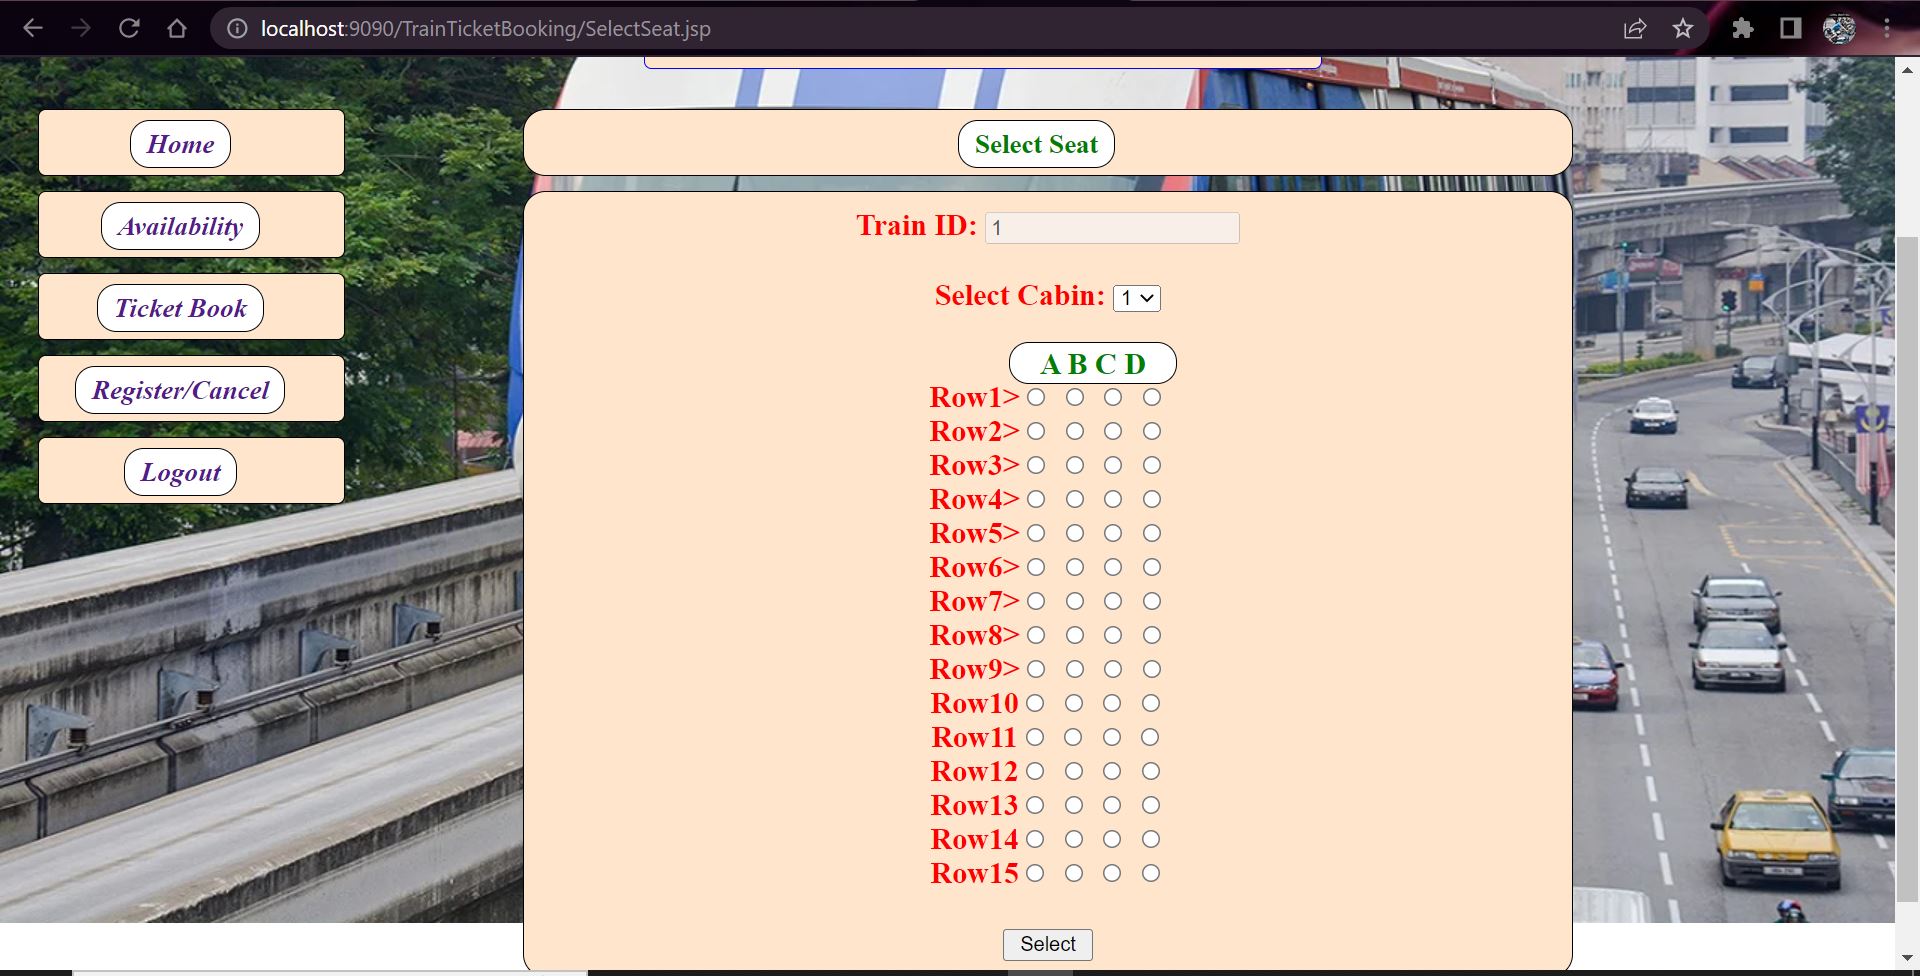 localhost:9090/TrainTicketBooking/SelectSeat.jsp
Home
Availability
Ticket Book
Register/Cancel
Logout
Select Seat
Train ID: 1
Select Cabin: 1
A B C D
Row1>
Row2>
Row3>
Row4>
Row5>
Row6>
Row7>
Row8>
Row9>
Row10
Row11
Row12
Row13
Row14
Row15
Select